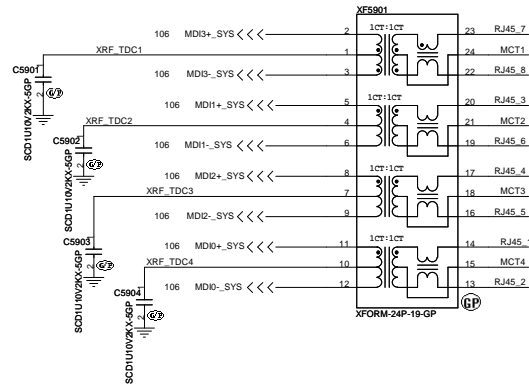 XF5901
106 MDI3+_SYS 2 1CT:1CT 23 RJ45_7
XRF_TDC1 1 24 MCT1
106 MDI3-_SYS 3 22 RJ45_8
C5901
2
G/P
SCD1U10V2KX-5GP
106 MDI1+_SYS 5 1CT:1CT 20 RJ45_3
XRF_TDC2 4 21 MCT2
106 MDI1-_SYS 6 19 RJ45_6
C5902
2
G/P
SCD1U10V2KX-5GP
106 MDI2+_SYS 8 1CT:1CT 17 RJ45_4
XRF_TDC3 7 18 MCT3
106 MDI2-_SYS 9 16 RJ45_5
C5903
2
G/P
SCD1U10V2KX-5GP
106 MDI0+_SYS 11 1CT:1CT 14 RJ45_1
XRF_TDC4 10 15 MCT4
106 MDI0-_SYS 12 13 RJ45_2
C5904
2
G/P
SCD1U10V2KX-5GP
XFORM-24P-19-GP
GP